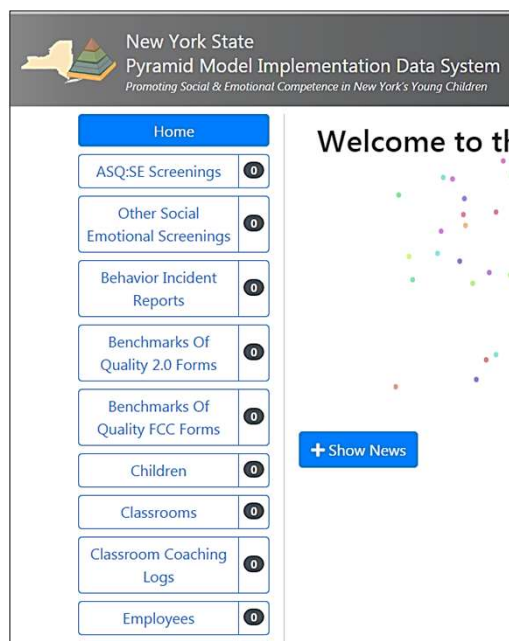 New York State
Pyramid Model Implementation Data System
Promoting Social & Emotional Competence in New York's Young Children
Home
ASQ:SE Screenings 0
Other Social
Emotional Screenings 0
Behavior Incident
Reports 0
Benchmarks Of
Quality 2.0 Forms 0
Benchmarks Of
Quality FCC Forms 0
Children 0
Classrooms 0
Classroom Coaching
Logs 0
Employees 0
Welcome to th
+ Show News